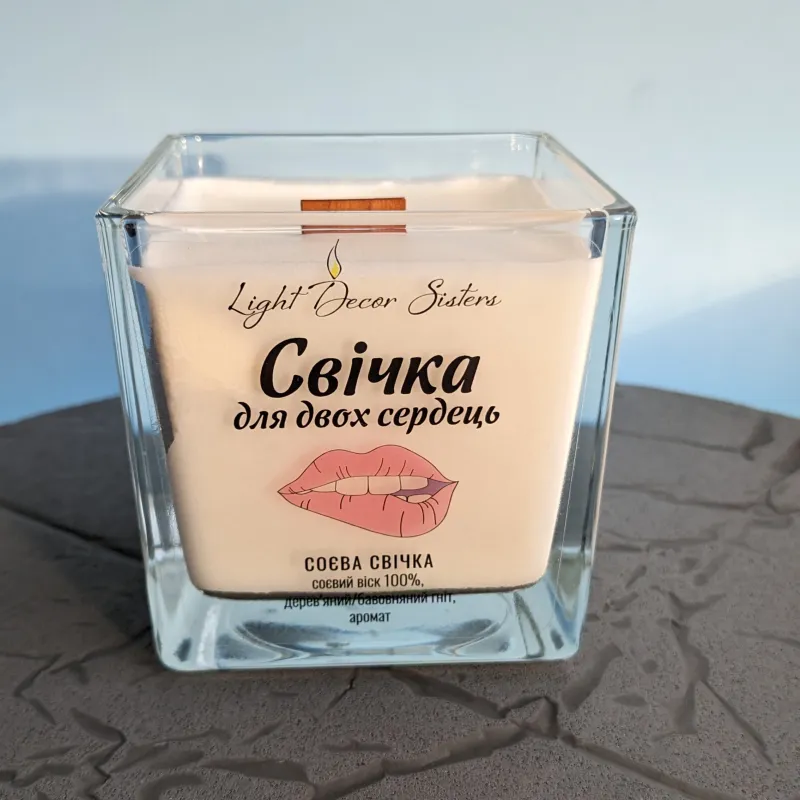 Light Decor Sisters
Свічка
для двох сердець
СОЄВА СВІЧКА
соєвий віск 100%,
дерев'яний/бавовняний гніт,
аромат